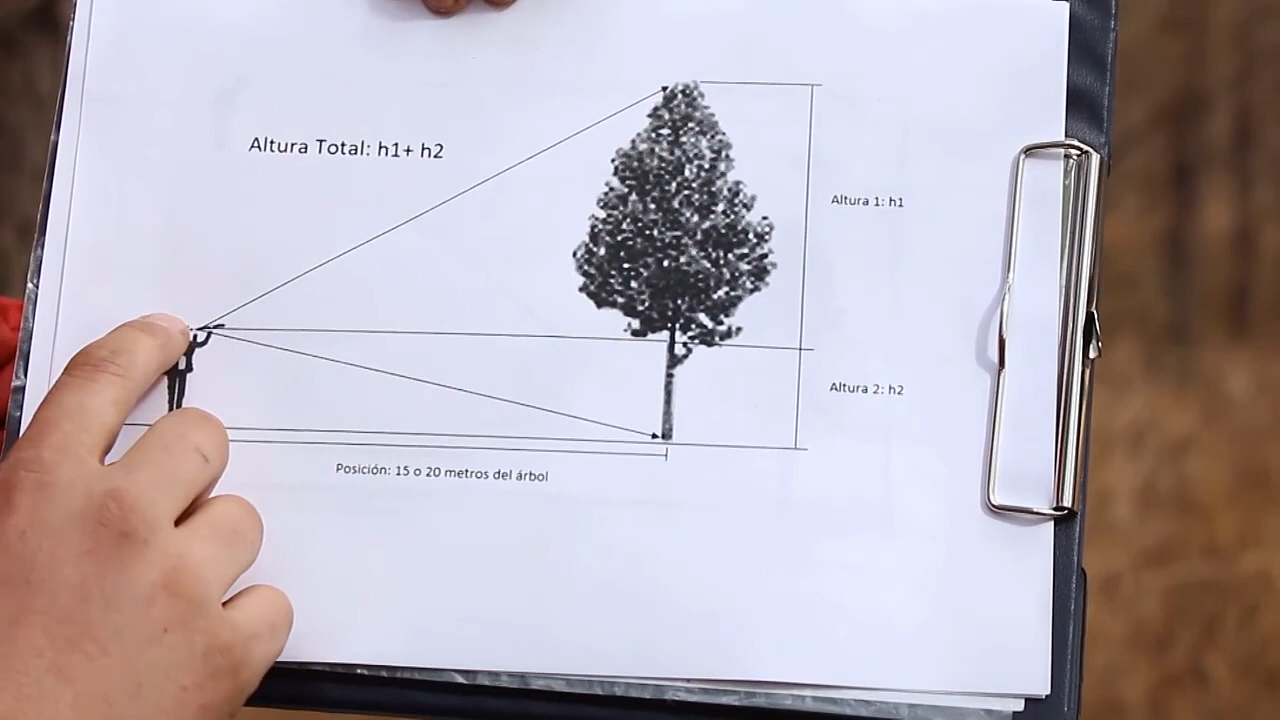 Altura Total: h1+ h2
Altura 1: h1
Altura 2: h2
Posición: 15 o 20 metros del árbol